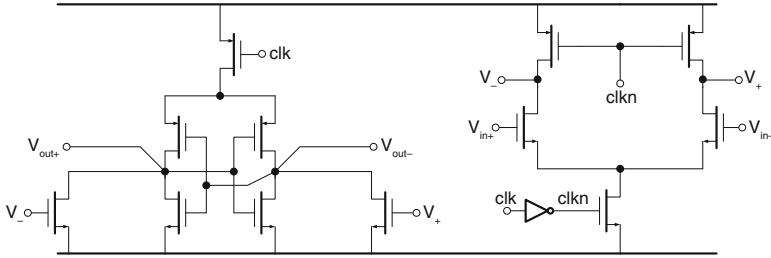 clk
V_ V+
clkn
Vin+ Vin-
Vout+ Vout–
clk clkn
V_ V+